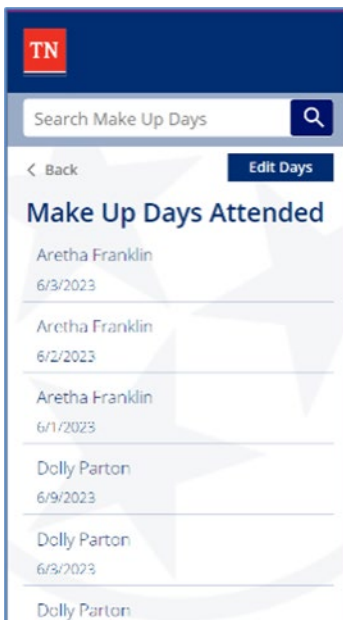 TN
Search Make Up Days
Back
Edit Days
Make Up Days Attended
Aretha Franklin
6/3/2023
Aretha Franklin
6/2/2023
Aretha Franklin
6/1/2023
Dolly Parton
6/9/2023
Dolly Parton
6/3/2023
Dolly Parton